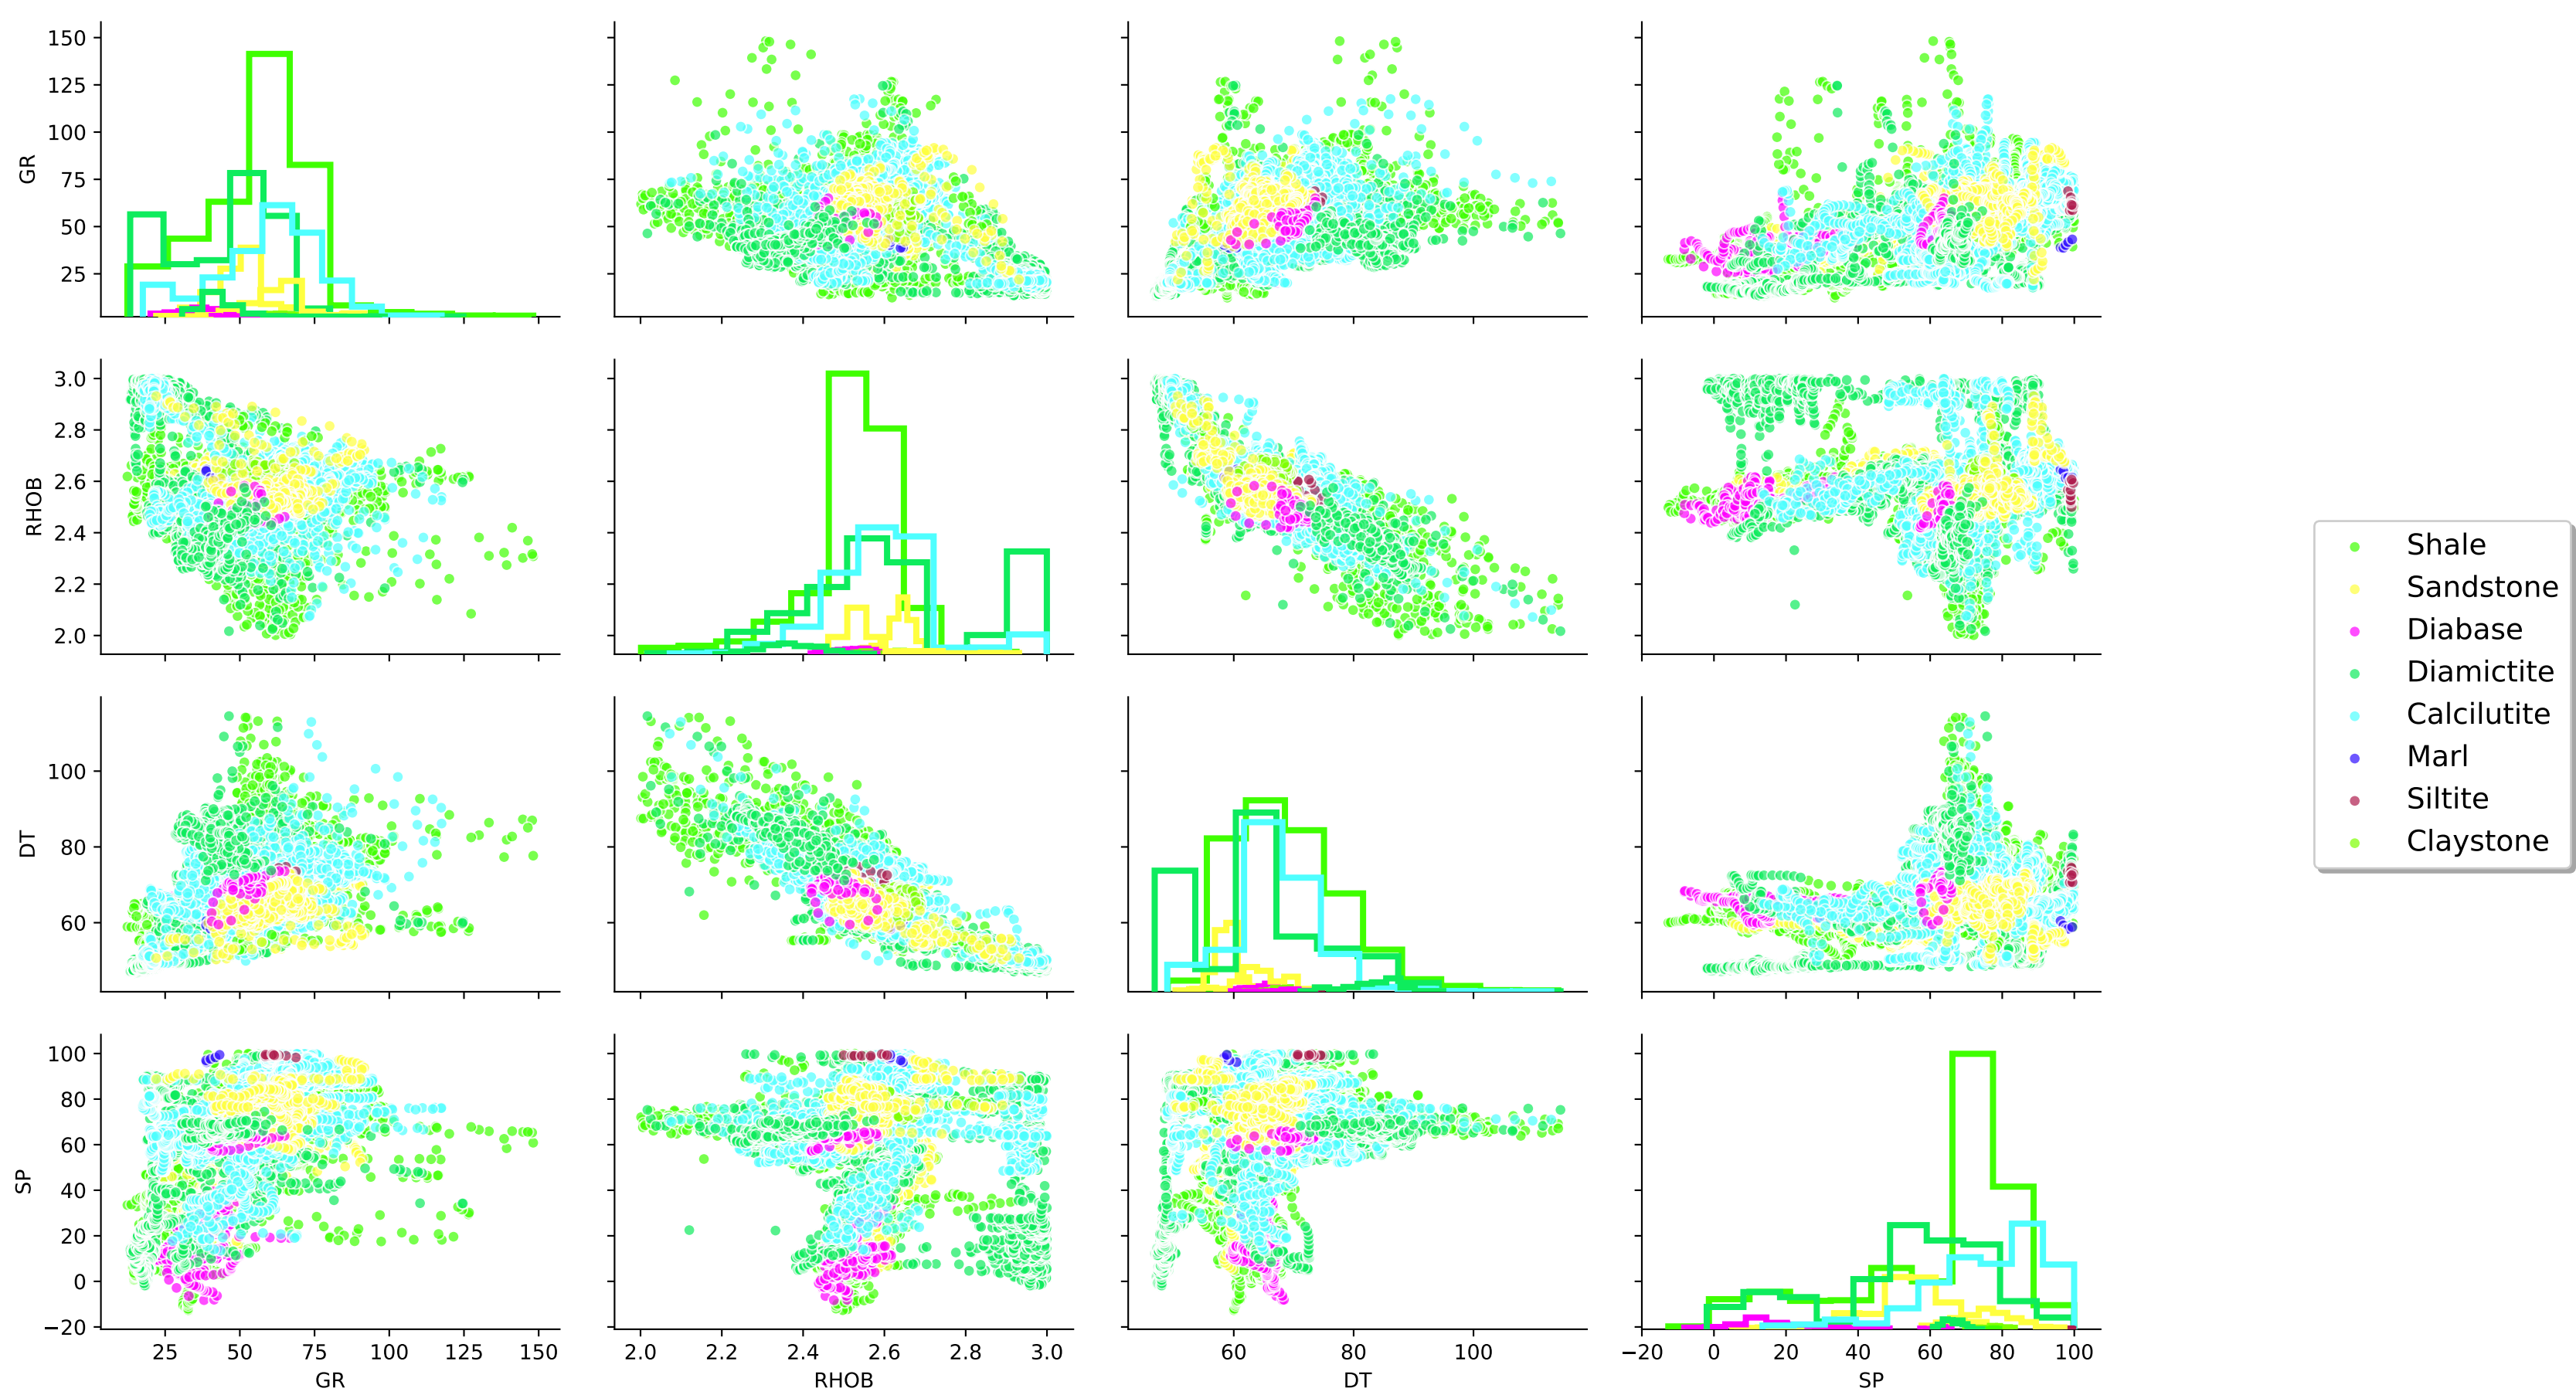 150
125
100
75
50
25
GR
3.0
2.8
2.6
2.4
2.2
2.0
RHOB
100
80
60
DT
100
80
60
40
20
0
−20
SP
25 50 75 100 125 150
GR
2.0 2.2 2.4 2.6 2.8 3.0
RHOB
60 80 100
DT
−20 0 20 40 60 80 100
SP
Shale
Sandstone
Diabase
Diamictite
Calcilutite
Marl
Siltite
Claystone